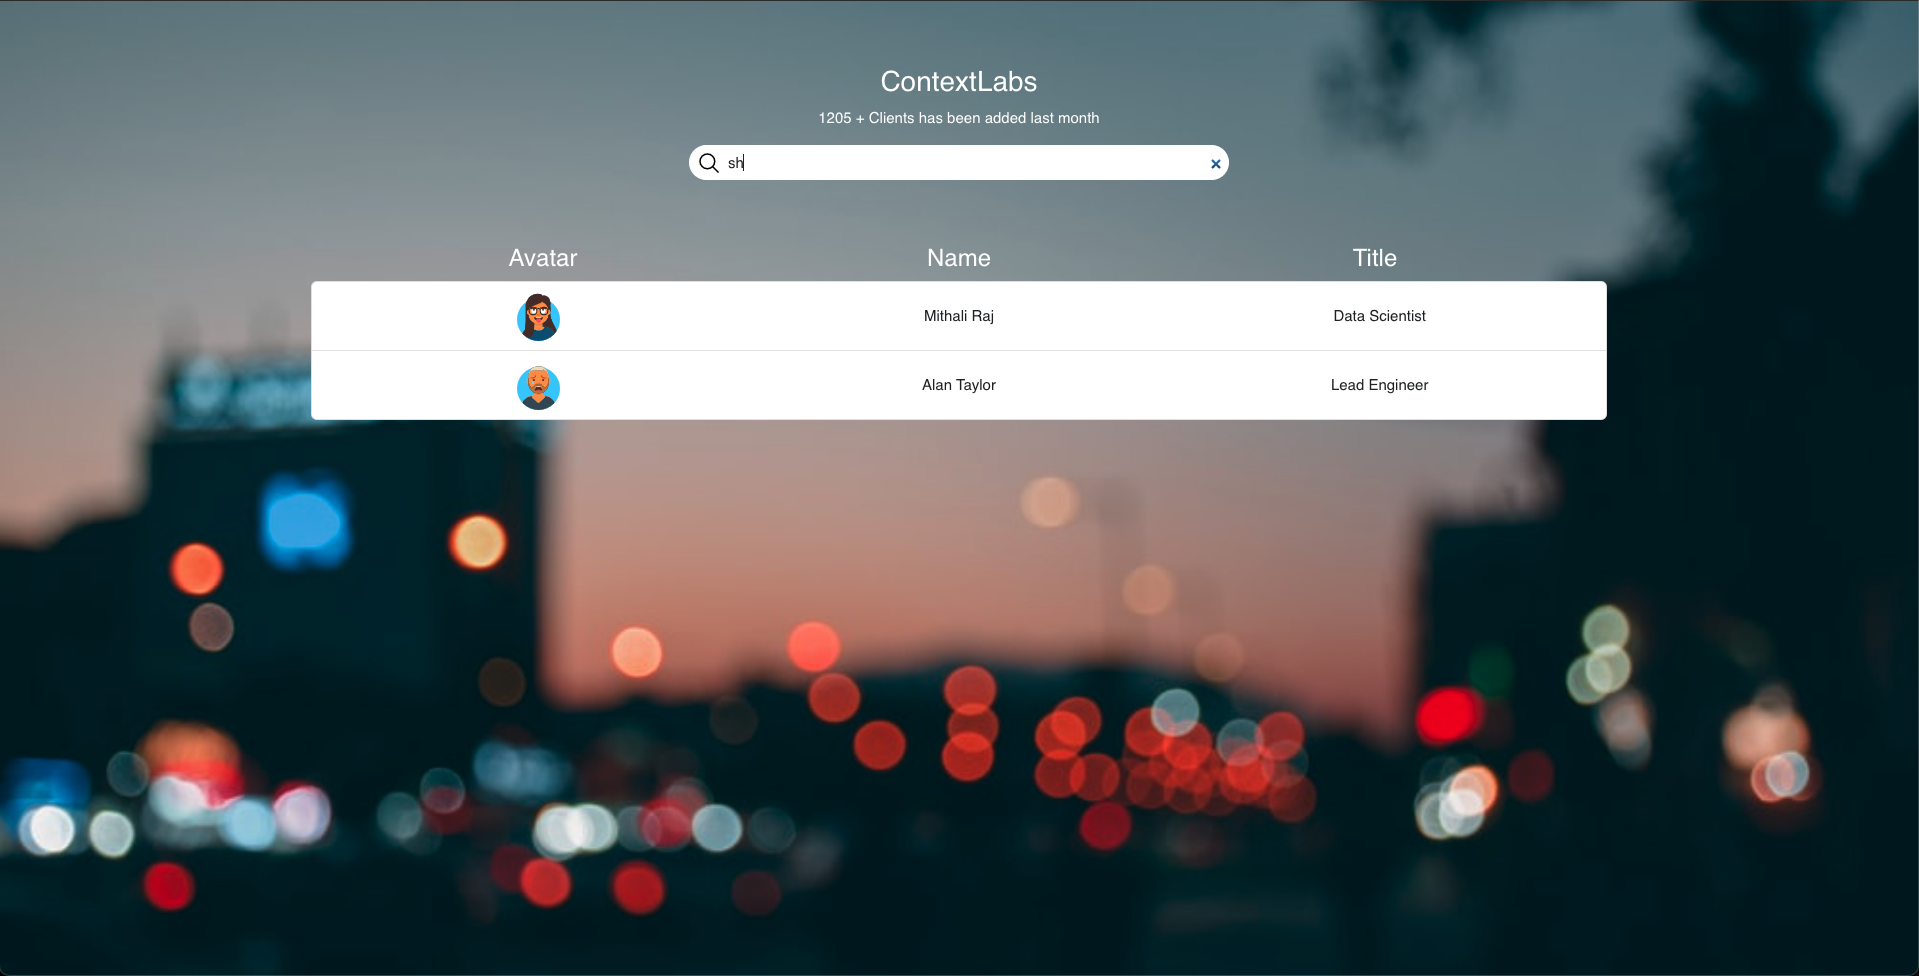 ContextLabs
1205 + Clients has been added last month
sh
Avatar Name Title
Mithali Raj Data Scientist
Alan Taylor Lead Engineer